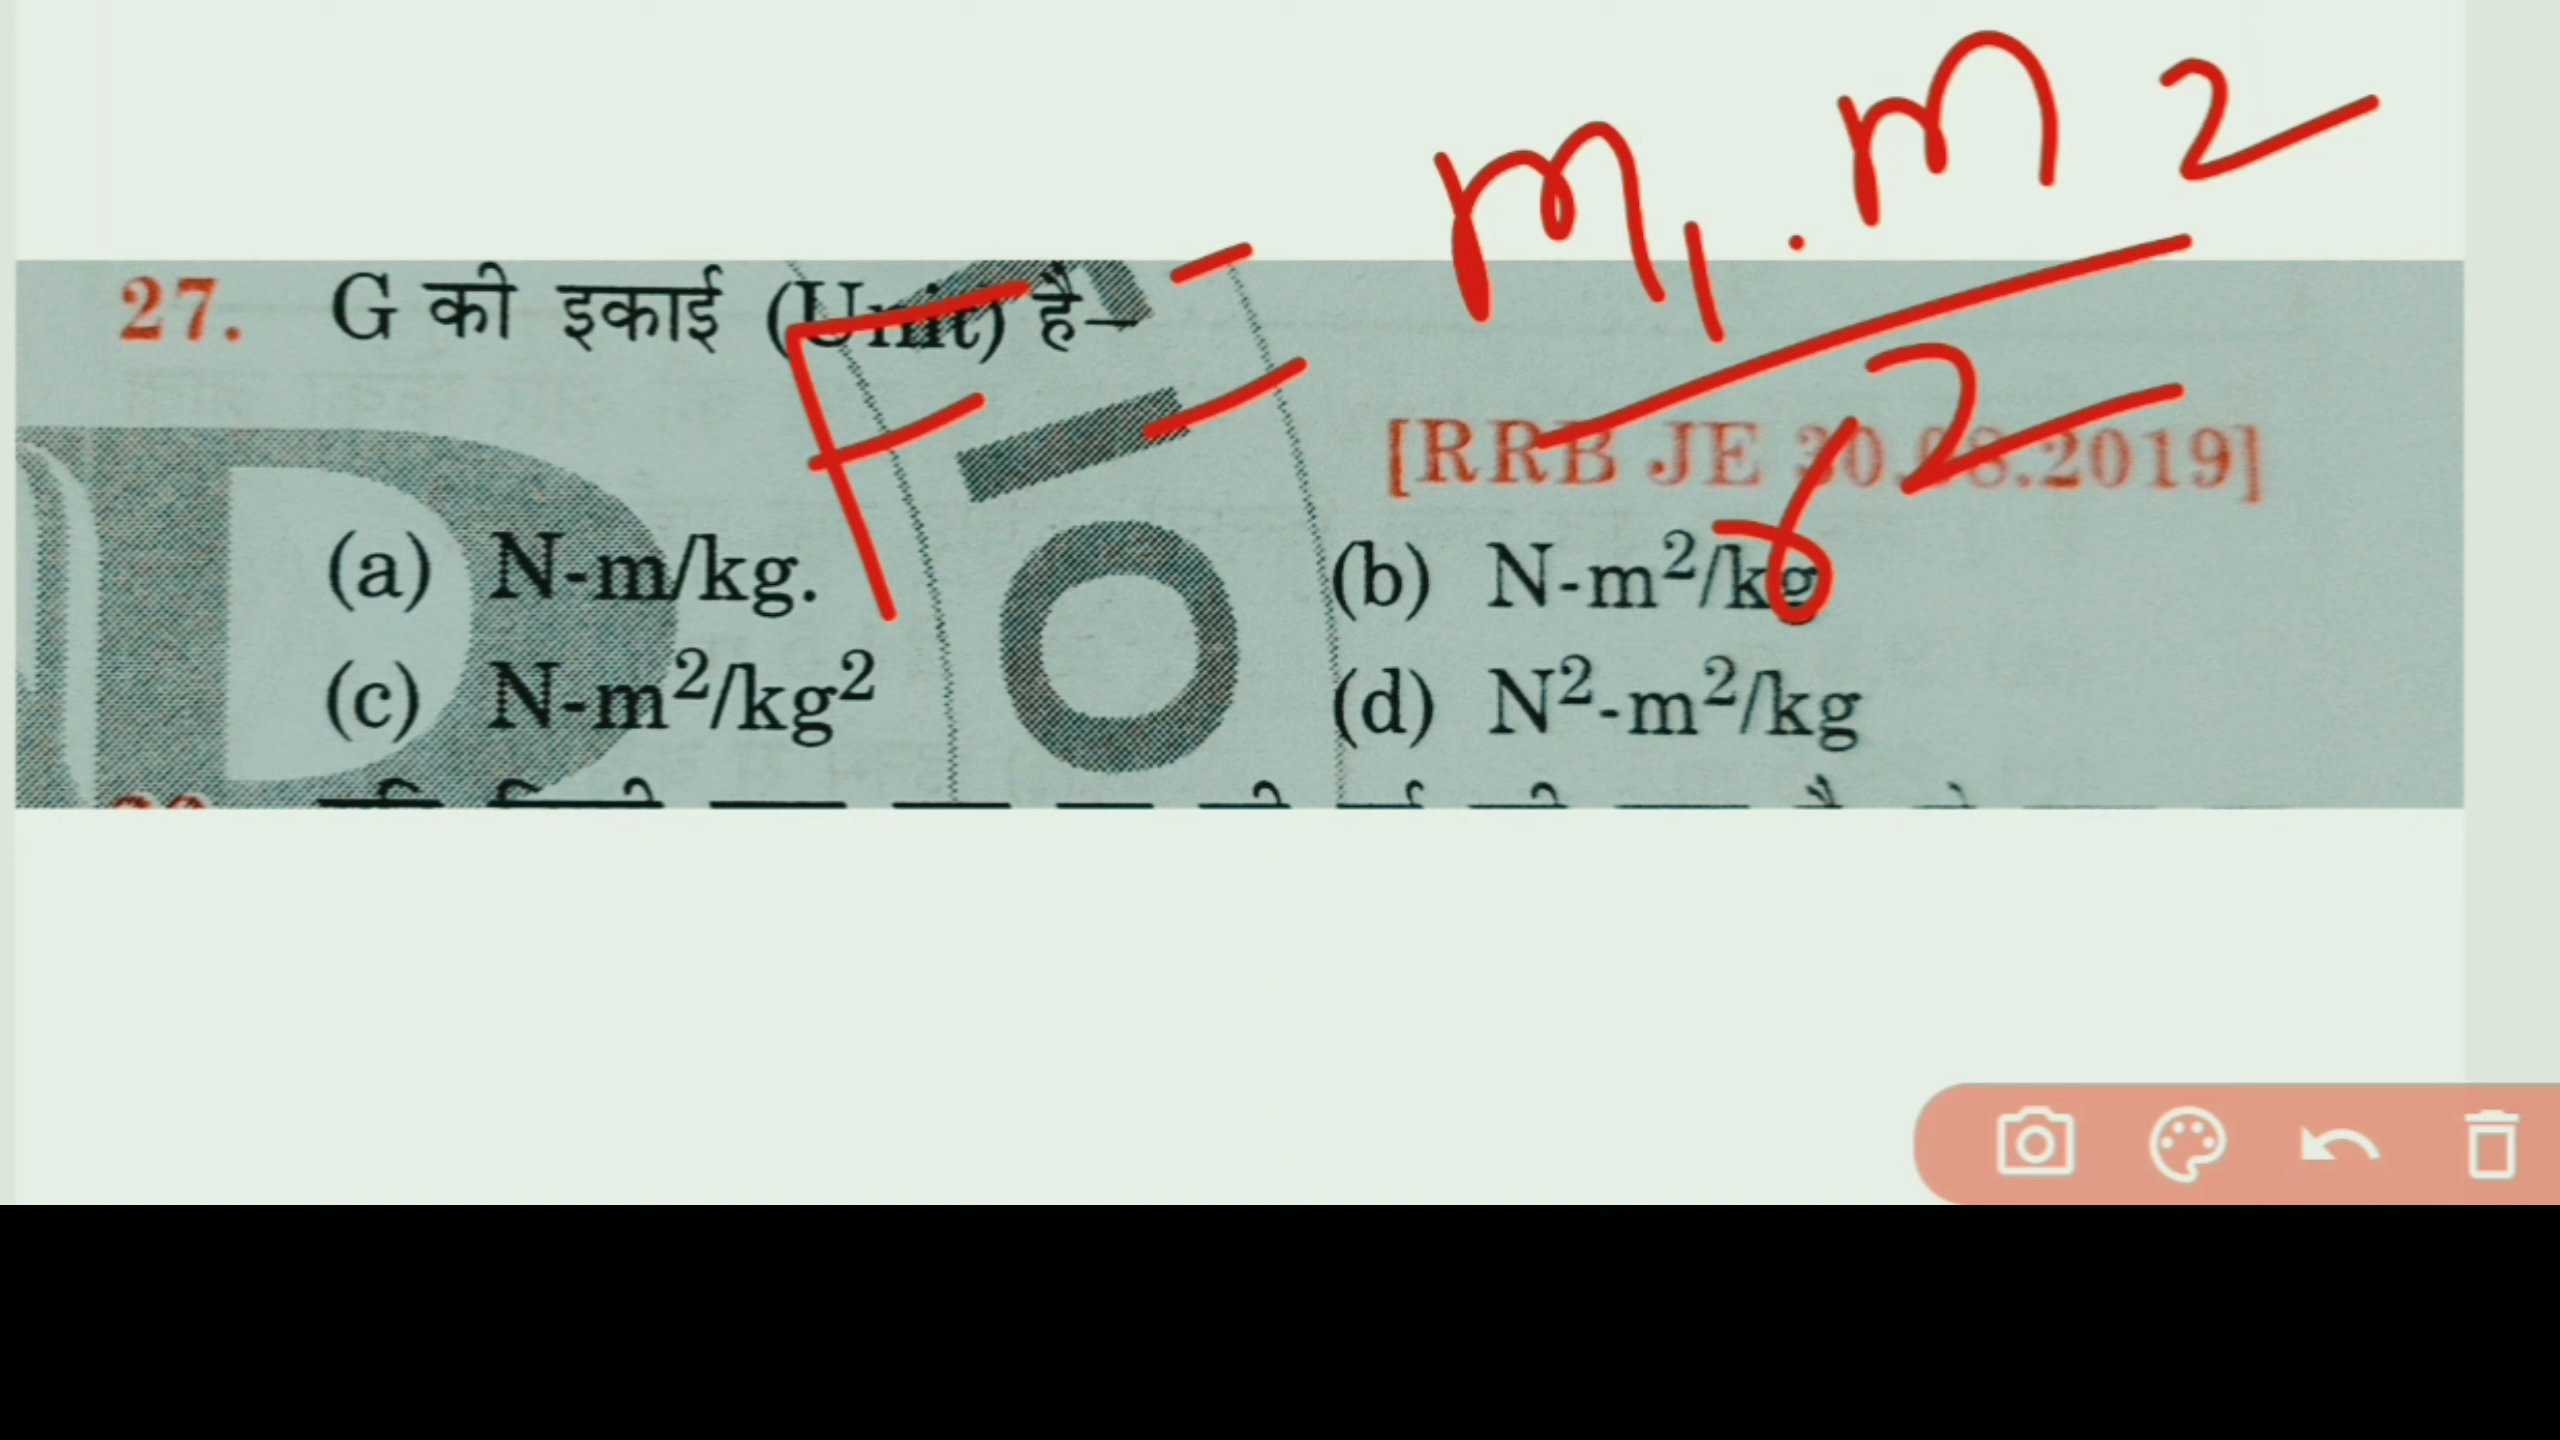 27. G की इकाई (Unit) है–
F = m1.m2
r2
[RRB JE 30.08.2019]
(a) N-m/kg. (b) N-m²/kg
(c) N-m²/kg² (d) N²-m²/kg